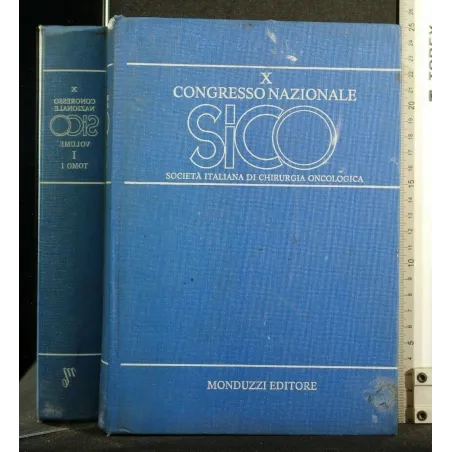 X
CONGRESSO NAZIONALE
SICO
SOCIETÀ ITALIANA DI CHIRURGIA ONCOLOGICA
MONDUZZI EDITORE
X
CONGRESSO
NAZIONALE
SICO
VOLUME
I
TOMO I